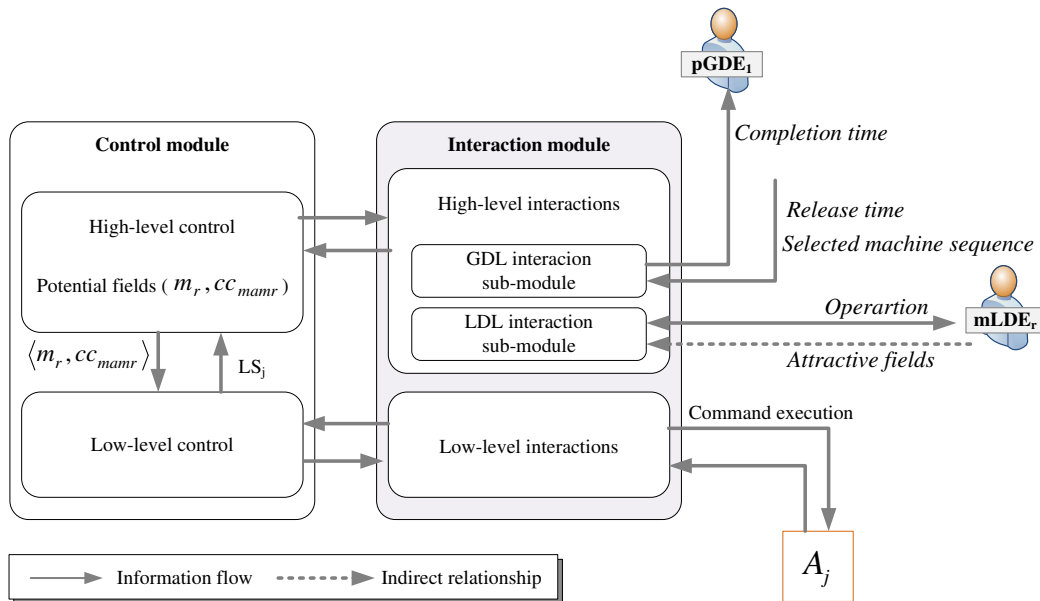 pGDE1
Control module
Interaction module
Completion time
High-level control
Potential fields ( m_r , cc_mamr )
High-level interactions
GDL interacion
sub-module
LDL interaction
sub-module
Release time
Selected machine sequence
Operartion
mLDEr
Attractive fields
⟨m_r , cc_mamr⟩
LSj
Low-level control
Low-level interactions
Command execution
A_j
Information flow
Indirect relationship